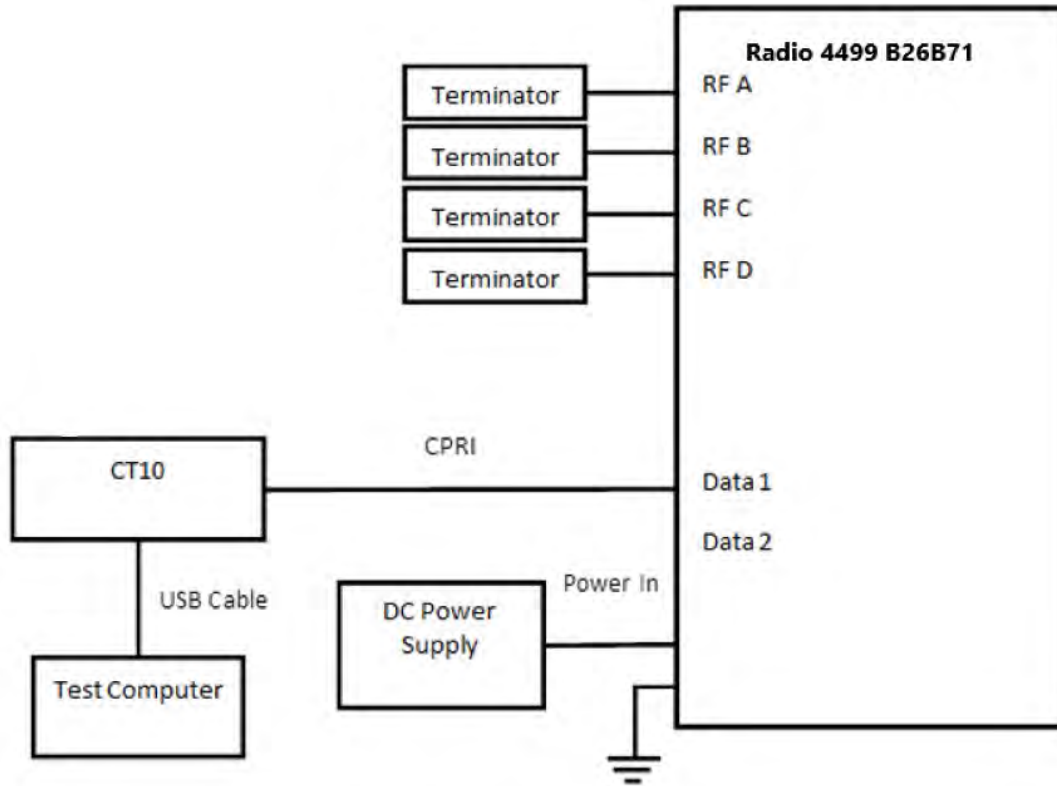 Radio 4499 B26B71
Terminator
RF A
Terminator
RF B
Terminator
RF C
Terminator
RF D
CPRI
CT10
Data 1
Data 2
Power In
USB Cable
DC Power
Supply
Test Computer